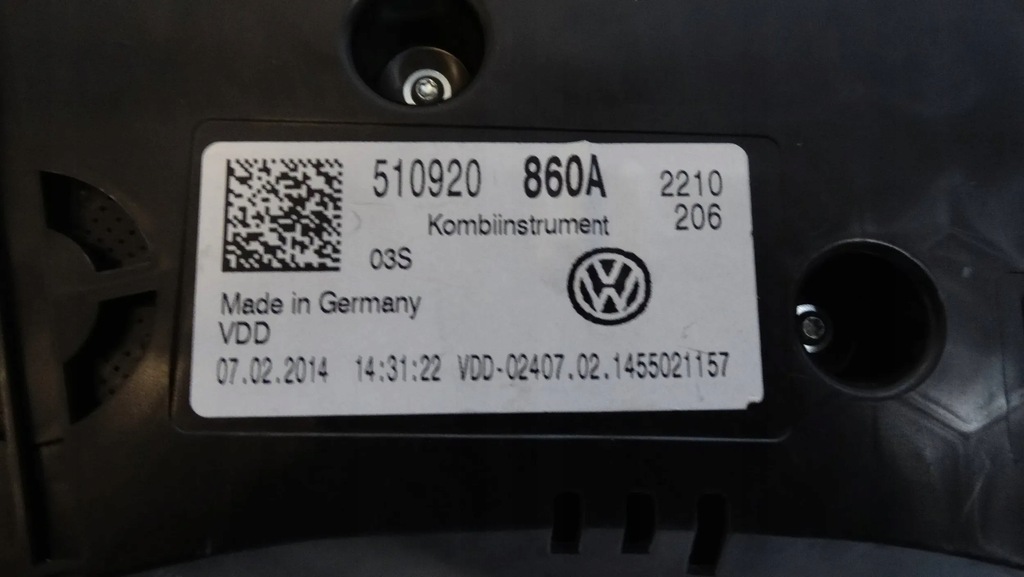 510920 860A 2210
Kombiinstrument 206
03S
Made in Germany
VDD
07.02.2014 14:31:22 VDD-02407.02.1455021157